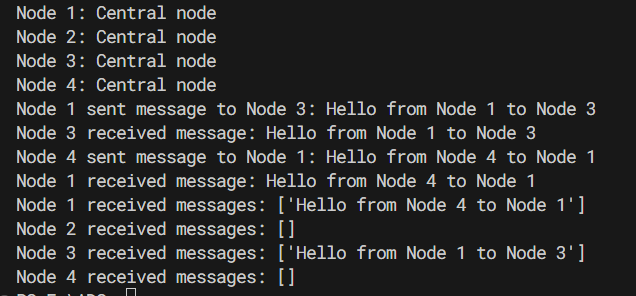 Node 1: Central node
Node 2: Central node
Node 3: Central node
Node 4: Central node
Node 1 sent message to Node 3: Hello from Node 1 to Node 3
Node 3 received message: Hello from Node 1 to Node 3
Node 4 sent message to Node 1: Hello from Node 4 to Node 1
Node 1 received message: Hello from Node 4 to Node 1
Node 1 received messages: ['Hello from Node 4 to Node 1']
Node 2 received messages: []
Node 3 received messages: ['Hello from Node 1 to Node 3']
Node 4 received messages: []